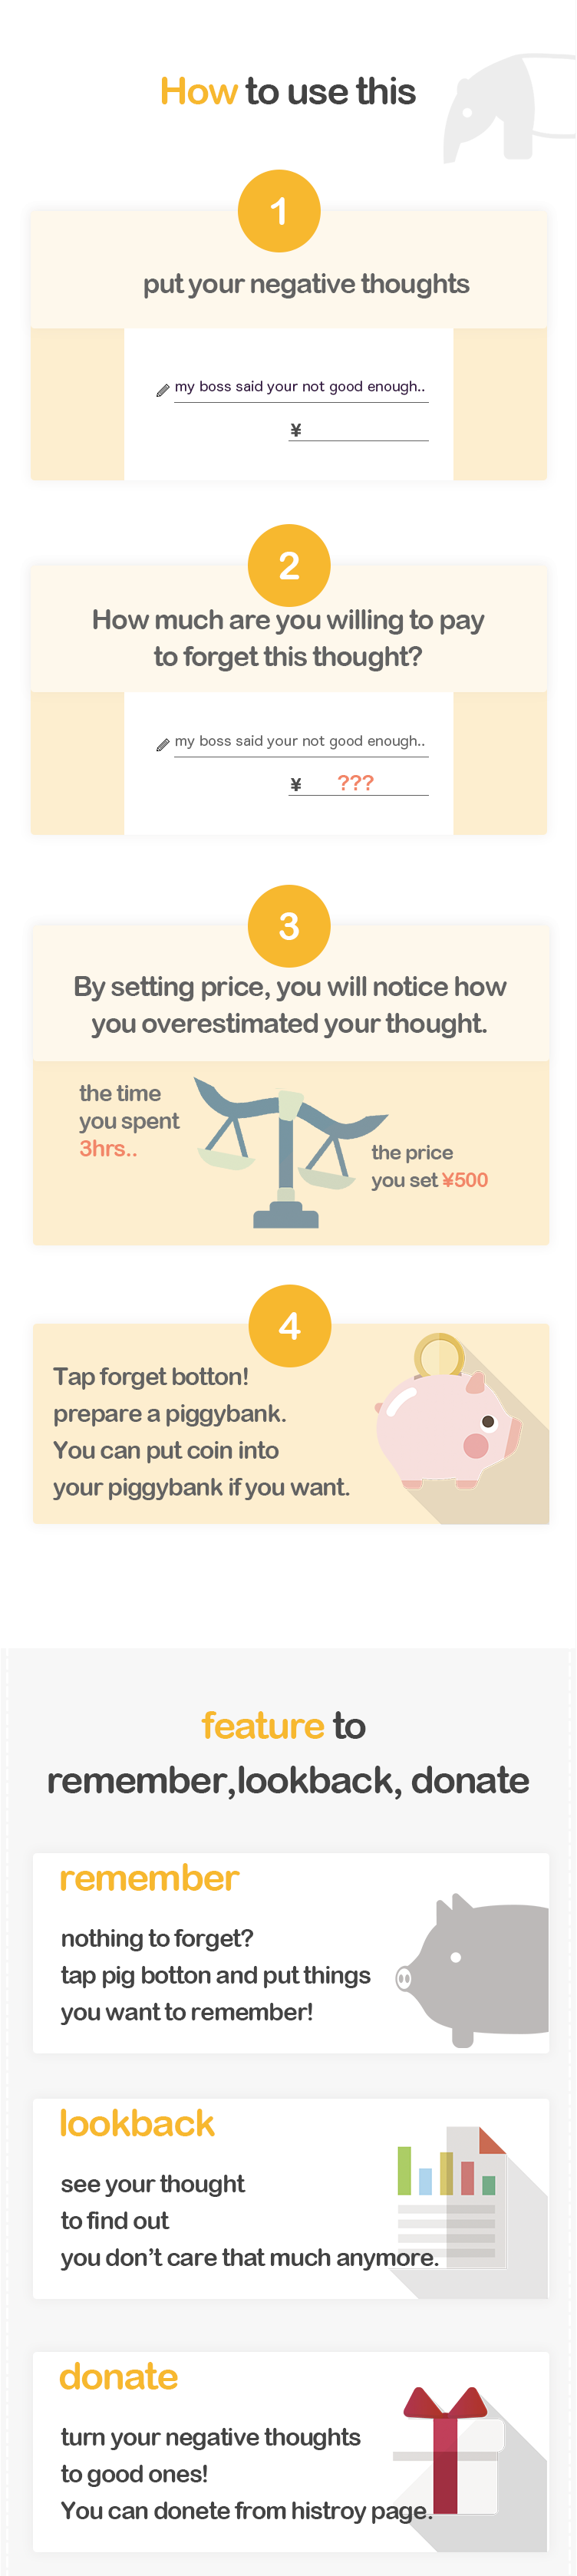 How to use this
1
put your negative thoughts
my boss said your not good enough..
¥
2
How much are you willing to pay
to forget this thought?
my boss said your not good enough..
¥ ???
3
By setting price, you will notice how
you overestimated your thought.
the time
you spent
3hrs..
the price
you set ¥500
4
Tap forget botton!
prepare a piggybank.
You can put coin into
your piggybank if you want.
feature to
remember,lookback, donate
remember
nothing to forget?
tap pig botton and put things
you want to remember!
lookback
see your thought
to find out
you don't care that much anymore.
donate
turn your negative thoughts
to good ones!
You can donete from histroy page.